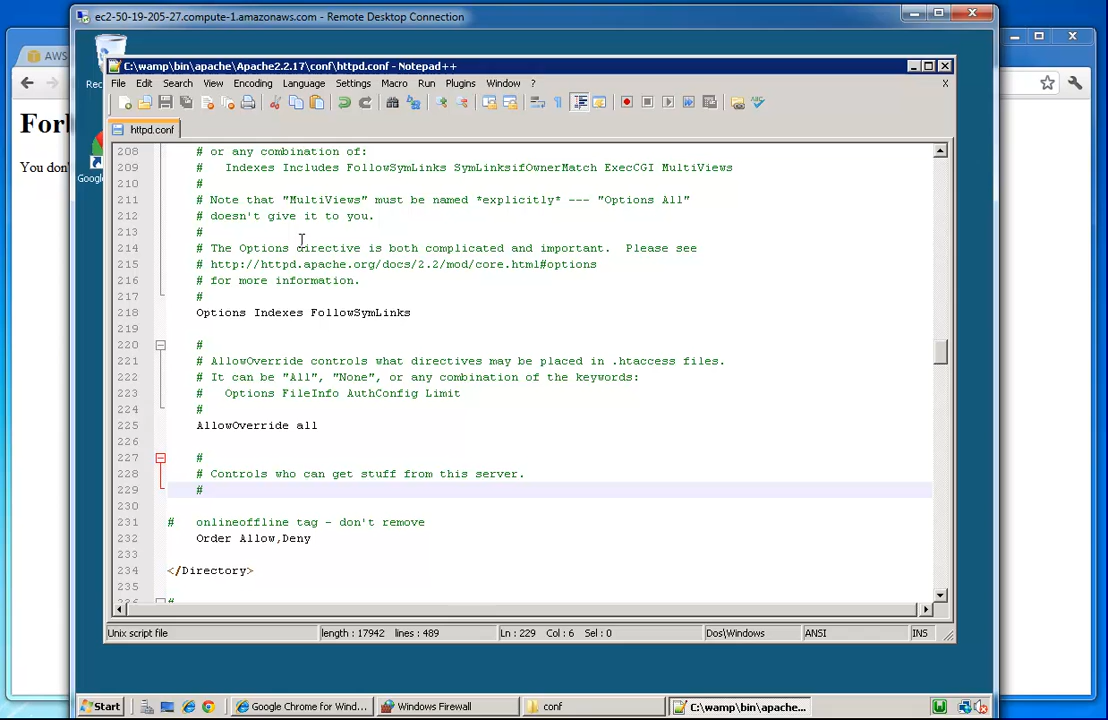 ec2-50-19-205-27.compute-1.amazonaws.com - Remote Desktop Connection
AWS
C:\wamp\bin\apache\Apache2.2.17\conf\httpd.conf - Notepad++
File Edit Search View Encoding Language Settings Macro Run Plugins Window ? X
httpd.conf
You don'
208 # or any combination of:
209 # Indexes Includes FollowSymLinks SymLinksifOwnerMatch ExecCGI MultiViews
210 #
211 # Note that "MultiViews" must be named *explicitly* --- "Options All"
212 # doesn't give it to you.
213 #
214 # The Options directive is both complicated and important.  Please see
215 # http://httpd.apache.org/docs/2.2/mod/core.html#options
216 # for more information.
217 #
218 Options Indexes FollowSymLinks
219
220 #
221 # AllowOverride controls what directives may be placed in .htaccess files.
222 # It can be "All", "None", or any combination of the keywords:
223 # Options FileInfo AuthConfig Limit
224 #
225 AllowOverride all
226
227 #
228 # Controls who can get stuff from this server.
229 #
230
231 # onlineoffline tag - don't remove
232 Order Allow,Deny
233
234 </Directory>
235
Unix script file length : 17942 lines : 489 Ln : 229 Col : 6 Sel : 0 Dos\Windows ANSI INS
Start Google Chrome for Wind... Windows Firewall conf C:\wamp\bin\apache...